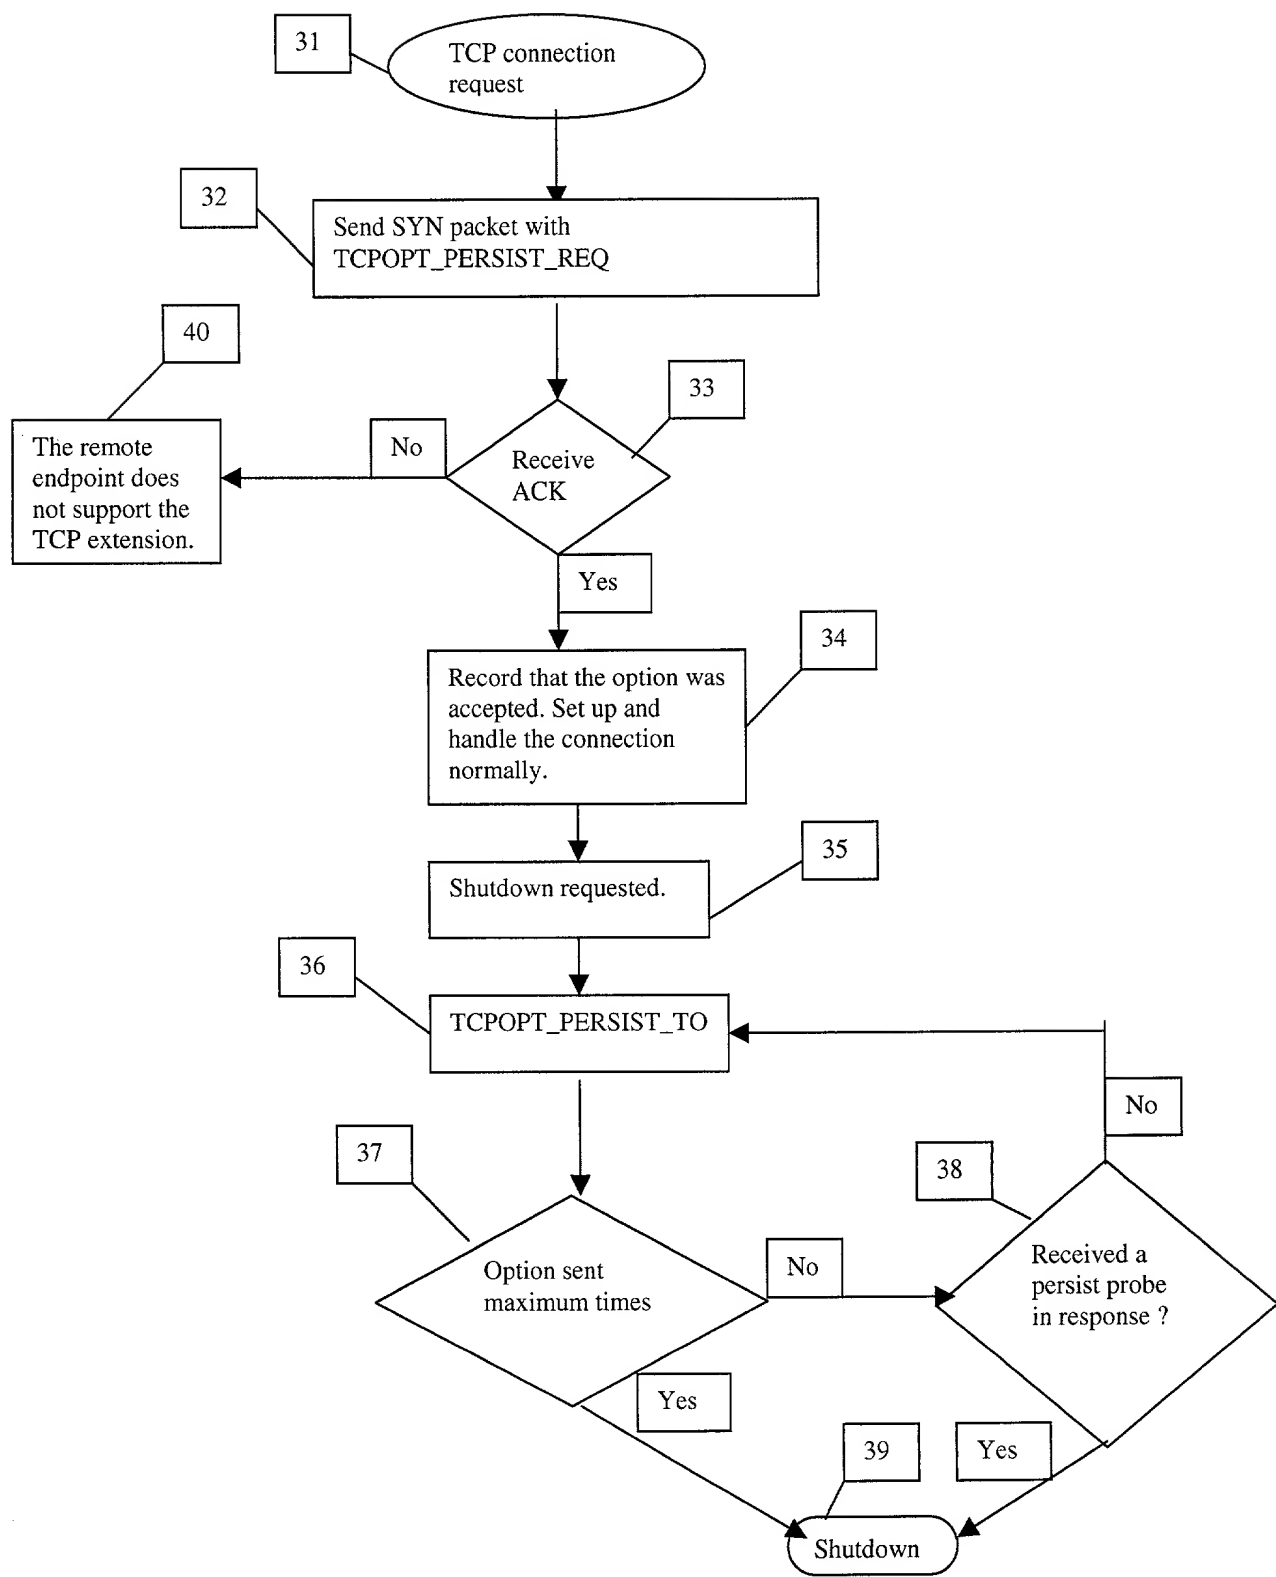 31
TCP connection
request
32
Send SYN packet with
TCPOPT_PERSIST_REQ
40
33
The remote
endpoint does
not support the
TCP extension.
No
Receive
ACK
Yes
34
Record that the option was
accepted. Set up and
handle the connection
normally.
35
Shutdown requested.
36
TCPOPT_PERSIST_TO
No
37
38
Option sent
maximum times
No
Received a
persist probe
in response ?
Yes
39
Yes
Shutdown